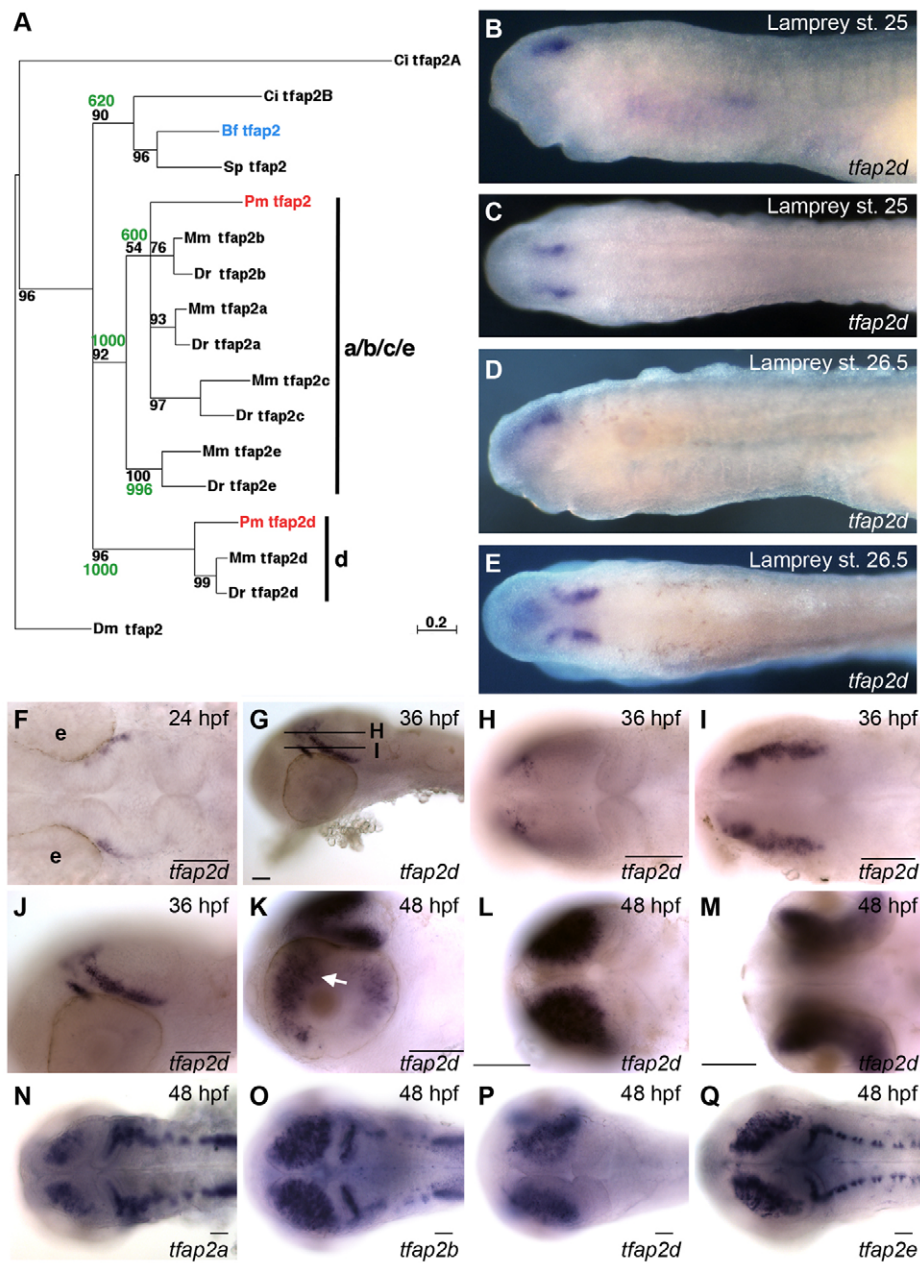 A
Ci tfap2A
620
90
Ci tfap2B
Bf tfap2
96
Sp tfap2
Pm tfap2
600
54
76
Mm tfap2b
Dr tfap2b
Mm tfap2a
93
Dr tfap2a
a/b/c/e
1000
92
Mm tfap2c
97
Dr tfap2c
Mm tfap2e
100
996
Dr tfap2e
96
Pm tfap2d
96
1000
Mm tfap2d
d
99
Dr tfap2d
Dm tfap2
0.2
B
Lamprey st. 25
tfap2d
C
Lamprey st. 25
tfap2d
D
Lamprey st. 26.5
tfap2d
E
Lamprey st. 26.5
tfap2d
F
24 hpf
e
e
tfap2d
G
36 hpf
H
I
tfap2d
H
36 hpf
tfap2d
I
36 hpf
tfap2d
J
36 hpf
tfap2d
K
48 hpf
tfap2d
L
48 hpf
tfap2d
M
48 hpf
tfap2d
N
48 hpf
tfap2a
O
48 hpf
tfap2b
P
48 hpf
tfap2d
Q
48 hpf
tfap2e